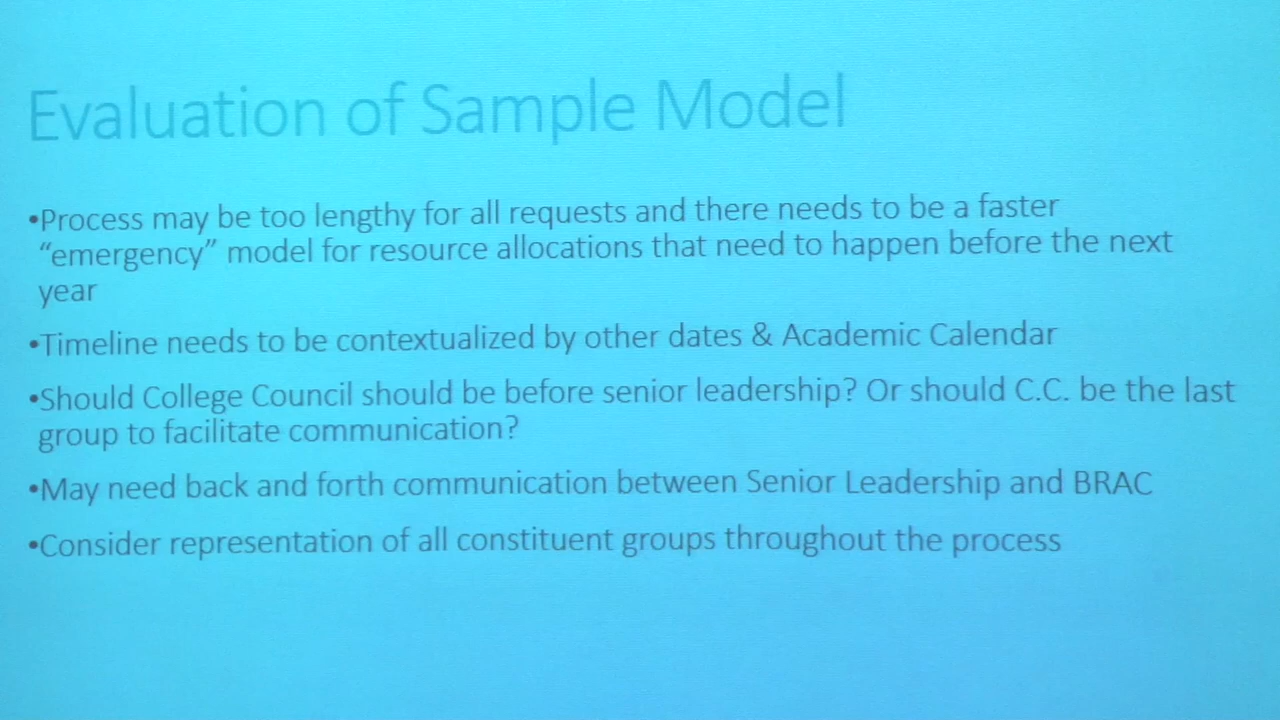 Evaluation of Sample Model
•Process may be too lengthy for all requests and there needs to be a faster
“emergency” model for resource allocations that need to happen before the next
year
•Timeline needs to be contextualized by other dates & Academic Calendar
•Should College Council should be before senior leadership? Or should C.C. be the last
group to facilitate communication?
•May need back and forth communication between Senior Leadership and BRAC
•Consider representation of all constituent groups throughout the process